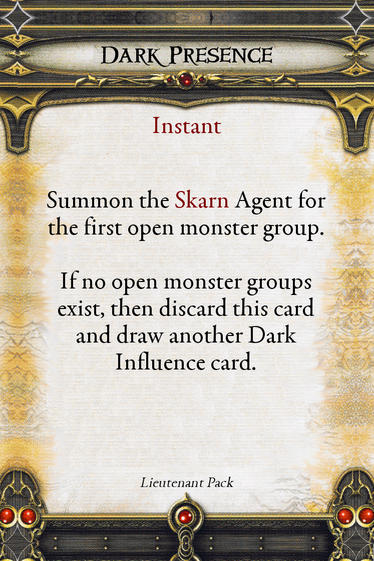 Dark Presence
Instant
Summon the Skarn Agent for
the first open monster group.
If no open monster groups
exist, then discard this card
and draw another Dark
Influence card.
Lieutenant Pack